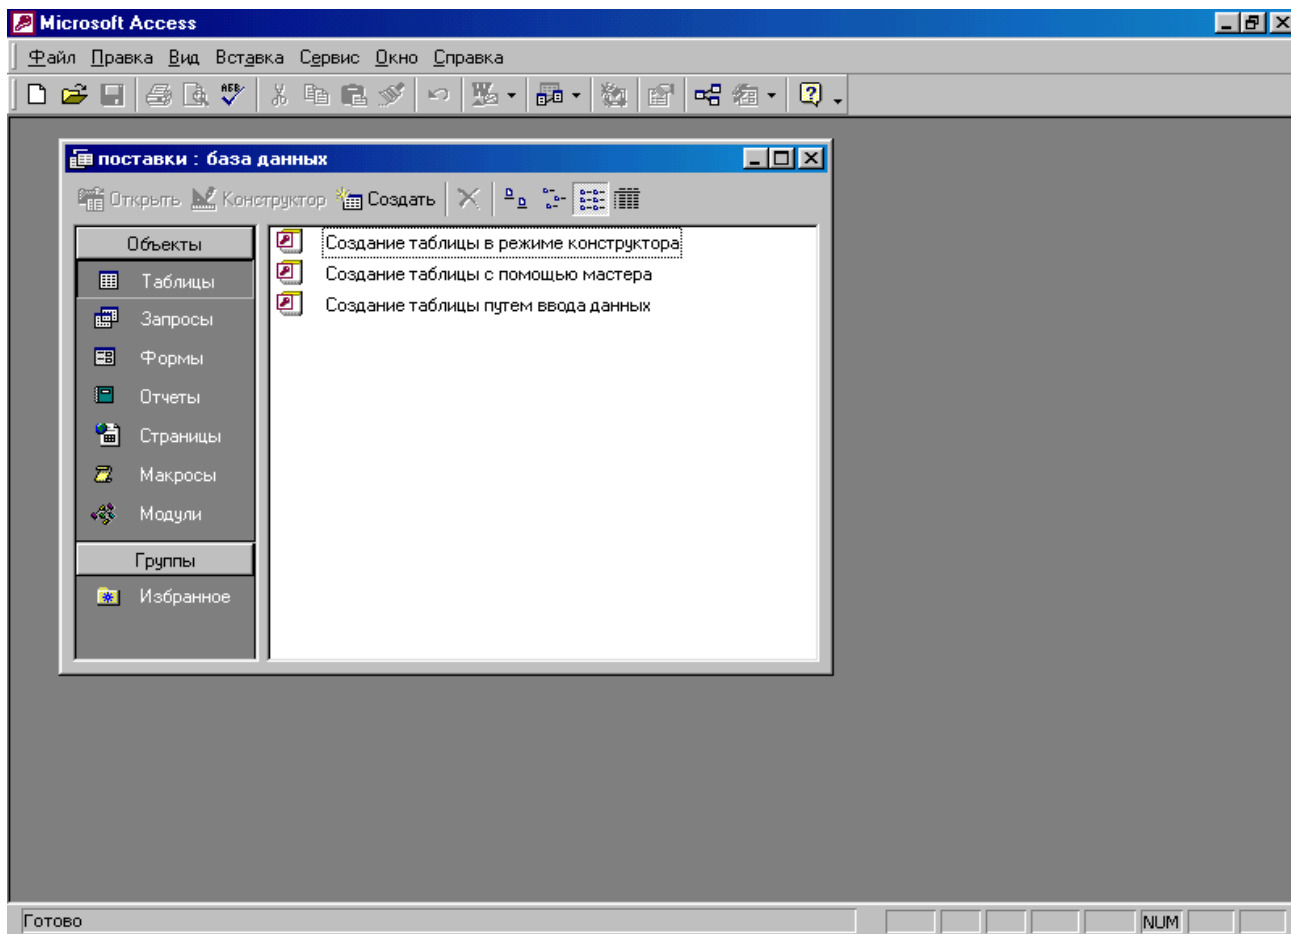 Microsoft Access
Файл Правка Вид Вставка Сервис Окно Справка
поставки : база данных
Открыть Конструктор Создать
Объекты
Таблицы
Запросы
Формы
Отчеты
Страницы
Макросы
Модули
Группы
Избранное
Создание таблицы в режиме конструктора
Создание таблицы с помощью мастера
Создание таблицы путем ввода данных
Готово
NUM